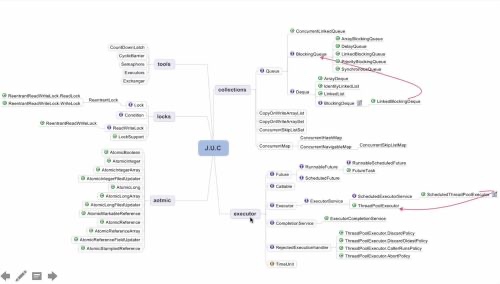 J.U.C
tools
CountDownLatch
CyclicBarrier
Semaphore
Executors
Exchanger
locks
Lock
ReentrantLock
Condition
ReadWriteLock
ReentrantReadWriteLock
LockSupport
ReentrantReadWriteLock.ReadLock
ReentrantReadWriteLock.WriteLock
aotmic
AtomicBoolean
AtomicInteger
AtomicIntegerArray
AtomicIntegerFieldUpdater
AtomicLong
AtomicLongArray
AtomicLongFieldUpdater
AtomicMarkableReference
AtomicReference
AtomicReferenceArray
AtomicReferenceFieldUpdater
AtomicStampedReference
collections
Queue
ConcurrentLinkedQueue
BlockingQueue
ArrayBlockingQueue
DelayQueue
LinkedBlockingQueue
PriorityBlockingQueue
SynchronousQueue
Deque
ArrayDeque
IdentityLinkedList
LinkedList
BlockingDeque
LinkedBlockingDeque
CopyOnWriteArrayList
CopyOnWriteArraySet
ConcurrentSkipListSet
ConcurrentMap
ConcurrentHashMap
ConcurrentNavigableMap
ConcurrentSkipListMap
executor
Future
RunnableFuture
RunnableScheduledFuture
FutureTask
ScheduledFuture
Callable
Executor
ExecutorService
ScheduledExecutorService
ScheduledThreadPoolExecutor
ThreadPoolExecutor
CompletionService
ExecutorCompletionService
RejectedExecutionHandler
ThreadPoolExecutor.DiscardPolicy
ThreadPoolExecutor.DiscardOldestPolicy
ThreadPoolExecutor.CallerRunsPolicy
ThreadPoolExecutor.AbortPolicy
TimeUnit